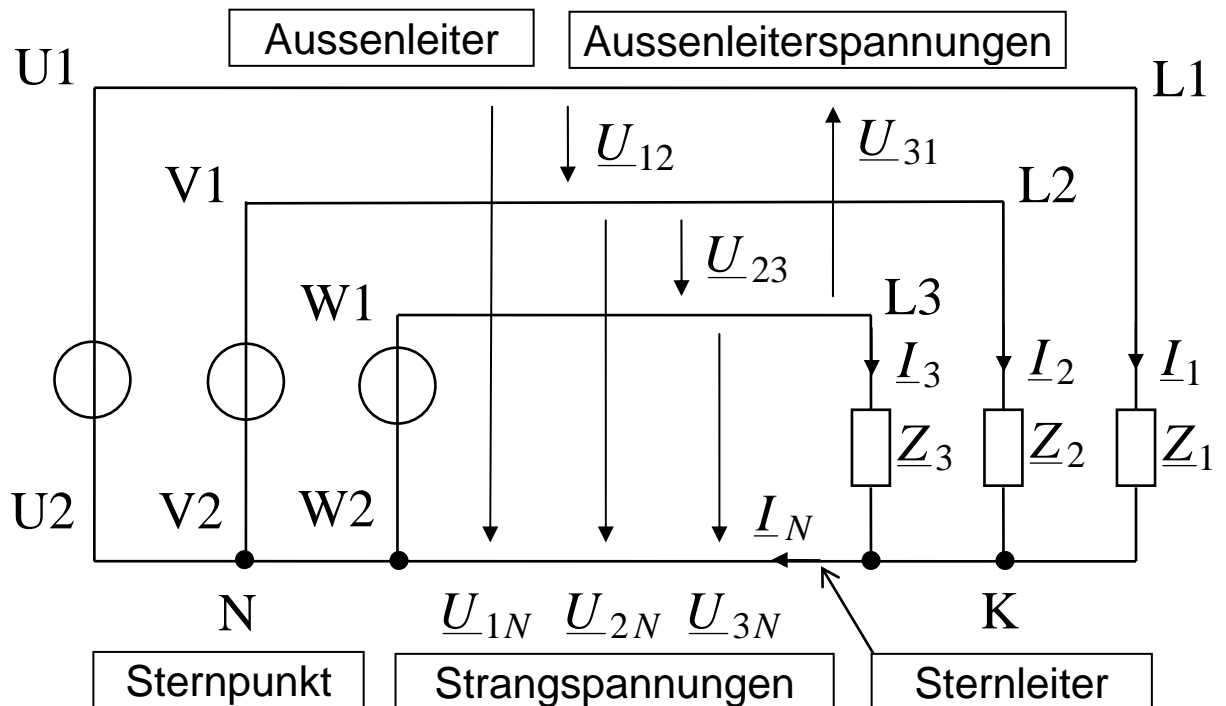 Aussenleiter Aussenleiterspannungen
U1 L1
U12 U31
V1 L2
U23
W1 L3
I3 I2 I1
Z3 Z2 Z1
U2 V2 W2
IN
N U1N U2N U3N K
Sternpunkt Strangspannungen Sternleiter